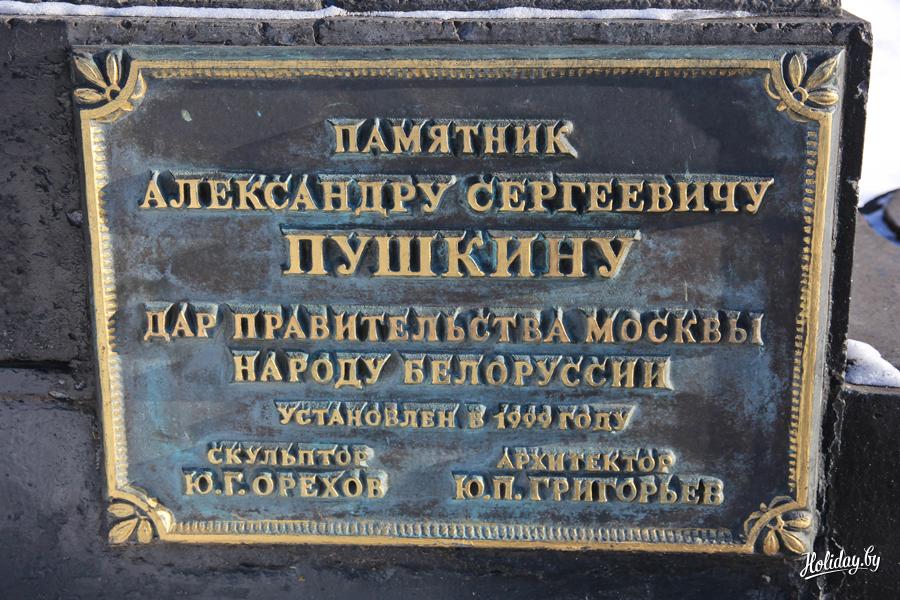 ПАМЯТНИК
АЛЕКСАНДРУ СЕРГЕЕВИЧУ
ПУШКИНУ
ДАР ПРАВИТЕЛЬСТВА МОСКВЫ
НАРОДУ БЕЛОРУССИИ
УСТАНОВЛЕН В 1999 ГОДУ
СКУЛЬПТОР
Ю.Г. ОРЕХОВ
АРХИТЕКТОР
Ю.П. ГРИГОРЬЕВ
Holiday.by